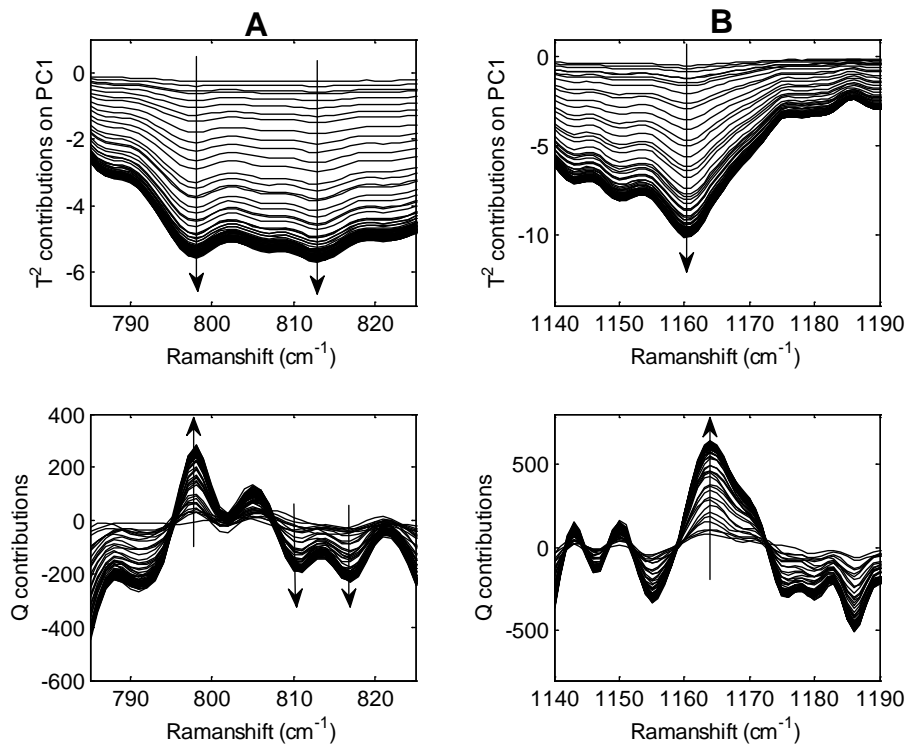 A
B
T² contributions on PC1
0
-2
-4
-6
790 800 810 820
Ramanshift (cm⁻¹)
T² contributions on PC1
0
-5
-10
1140 1150 1160 1170 1180 1190
Ramanshift (cm⁻¹)
Q contributions
400
200
0
-200
-400
-600
790 800 810 820
Ramanshift (cm⁻¹)
Q contributions
500
0
-500
1140 1150 1160 1170 1180 1190
Ramanshift (cm⁻¹)